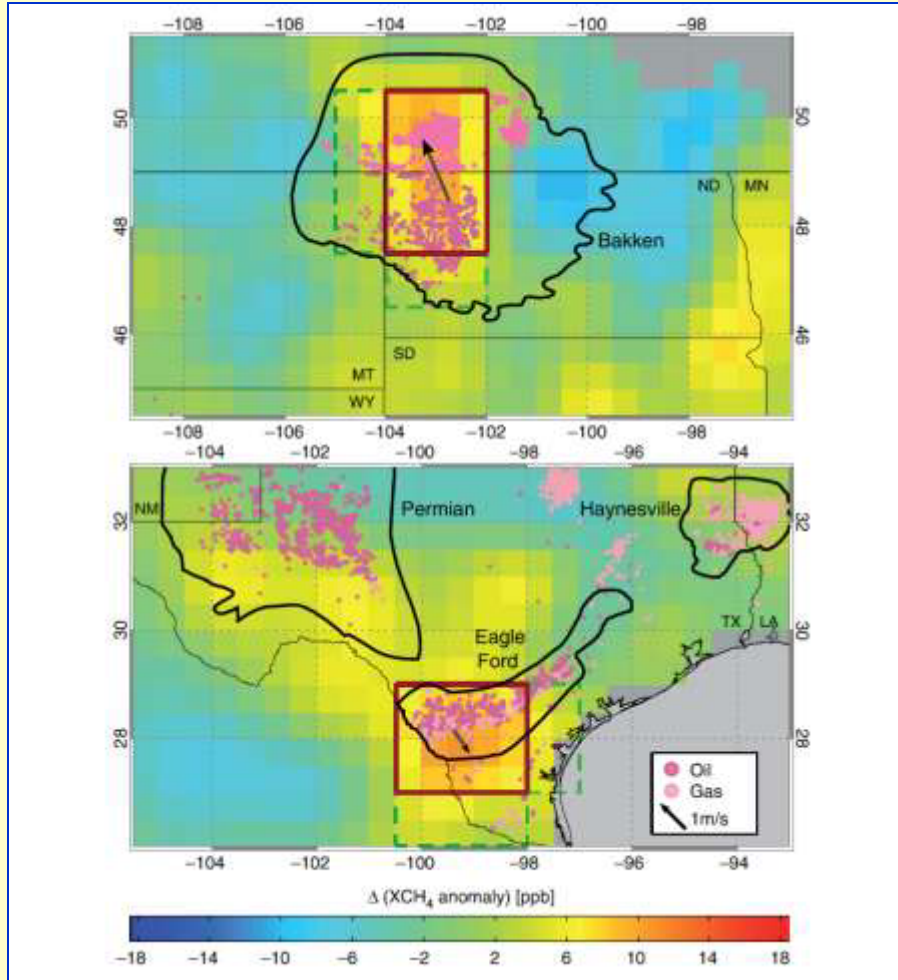 −108 −106 −104 −102 −100 −98
50 50
ND MN
48 48
Bakken
46 46
SD
MT
WY
−108 −106 −104 −102 −100 −98
−104 −102 −100 −98 −96 −94
NM Permian Haynesville
32 32
TX LA
30 30
Eagle
Ford
28 28
Oil
Gas
1m/s
−104 −102 −100 −98 −96 −94
Δ (XCH₄ anomaly) [ppb]
−18 −14 −10 −6 −2 2 6 10 14 18